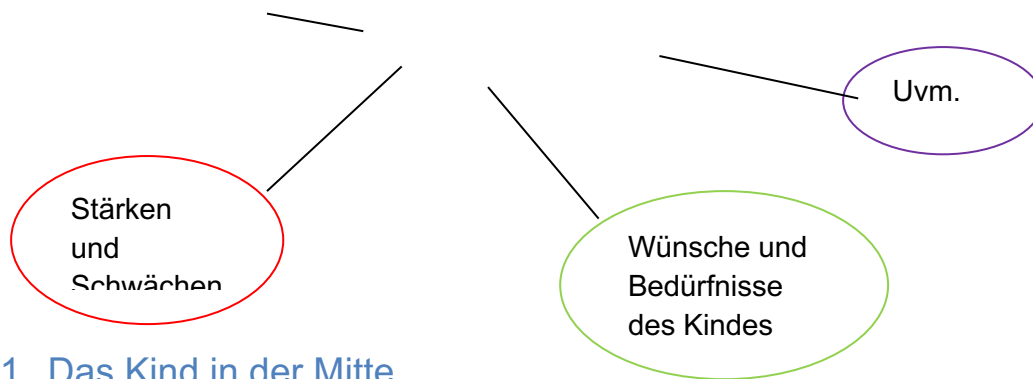 Uvm.
Stärken
und
Schwächen
Wünsche und
Bedürfnisse
des Kindes
1 Das Kind in der Mitte